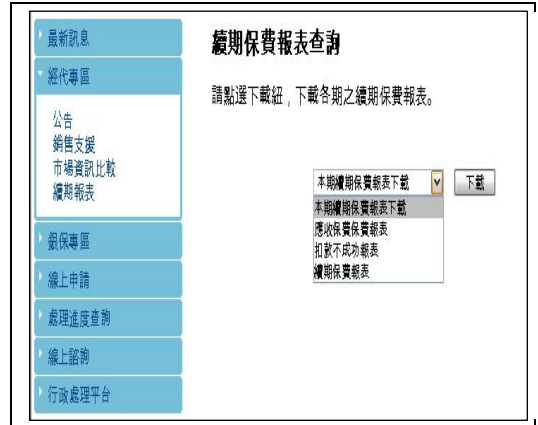 最新訊息
經代專區
公告
銷售支援
市場資訊比較
續期報表
銀保專區
線上申請
處理進度查詢
線上諮詢
行政處理平台
續期保費報表查詢
請點選下載紐，下載各期之續期保費報表。
本期續期保費報表下載
下載
本期續期保費報表下載
應收保費保費報表
扣款不成功報表
續期保費報表